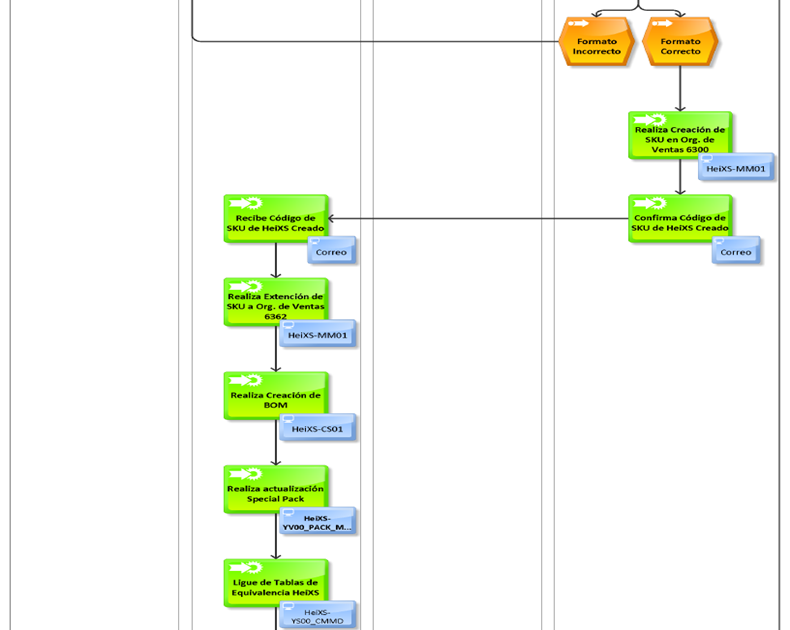 Formato
Incorrecto
Formato
Correcto
Realiza Creación de
SKU en Org. de
Ventas 6300
HeiXS-MM01
Recibe Código de
SKU de HeiXS Creado
Correo
Confirma Código de
SKU de HeiXS Creado
Correo
Realiza Extención de
SKU a Org. de Ventas
6362
HeiXS-MM01
Realiza Creación de
BOM
HeiXS-CS01
Realiza actualización
Special Pack
HeiXS-
YV00_PACK_M...
Ligue de Tablas de
Equivalencia HeiXS
HeiXS-
YS00_CMMD